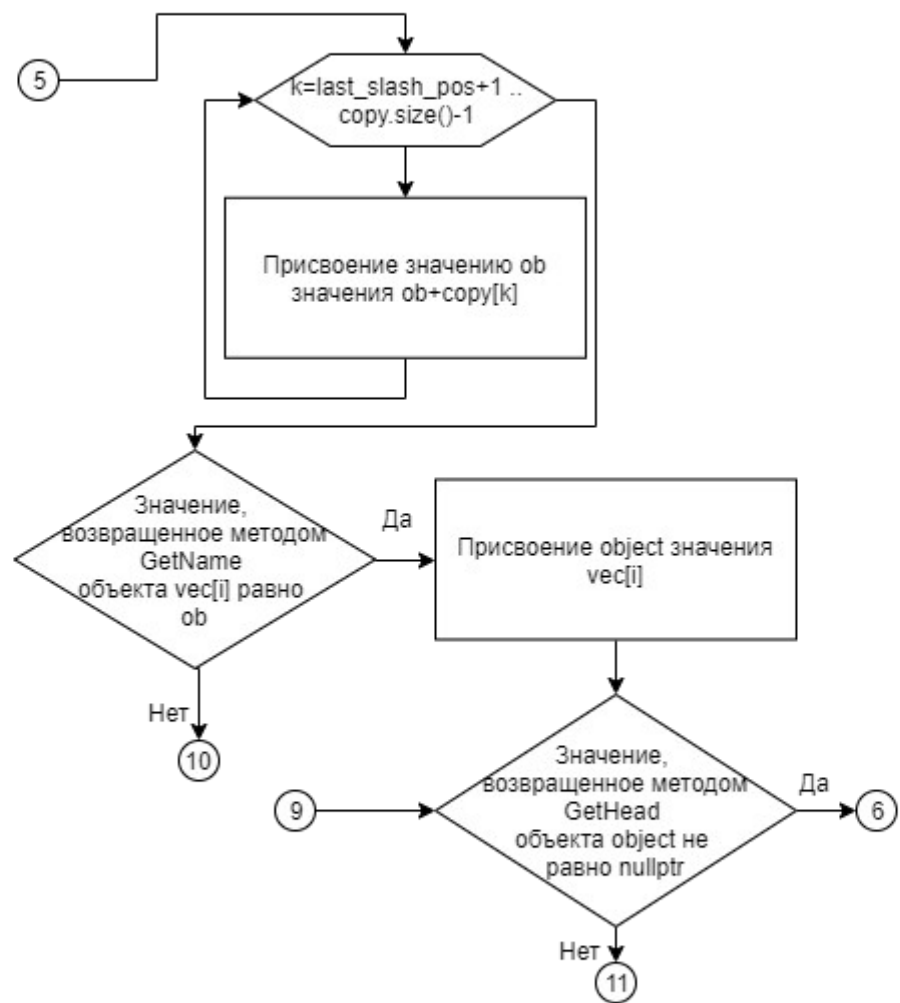 5
k=last_slash_pos+1 ..
copy.size()-1
Присвоение значению ob
значения ob+copy[k]
Значение,
возвращенное методом
GetName
объекта vec[i] равно
ob
Да
Присвоение object значения
vec[i]
Нет
10
9
Значение,
возвращенное методом
GetHead
объекта object не
равно nullptr
Да
6
Нет
11